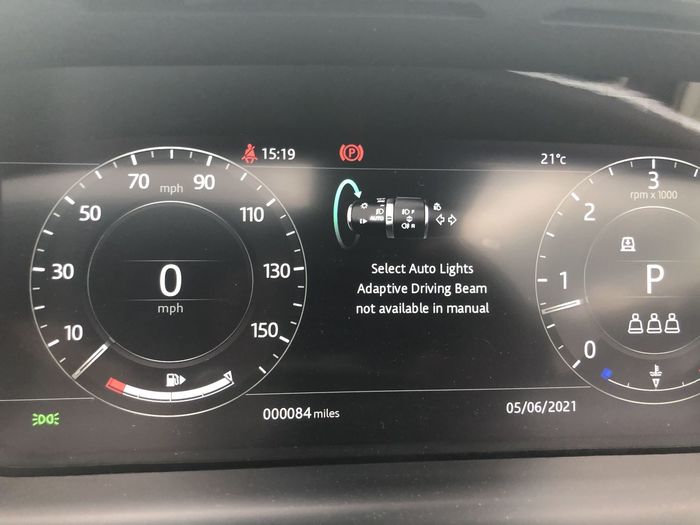 15:19
P
21°c
10
30
50
70
mph
90
110
130
150
0
mph
AUTO
Select Auto Lights
Adaptive Driving Beam
not available in manual
0
1
2
3
rpm x 1000
P
000084 miles
05/06/2021